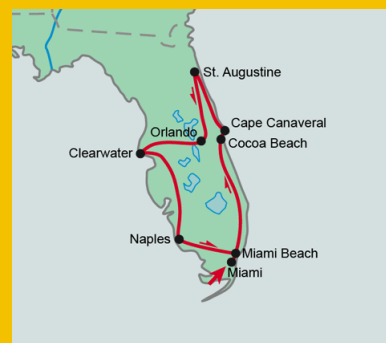 St. Augustine
Cape Canaveral
Orlando
Cocoa Beach
Clearwater
Naples
Miami Beach
Miami